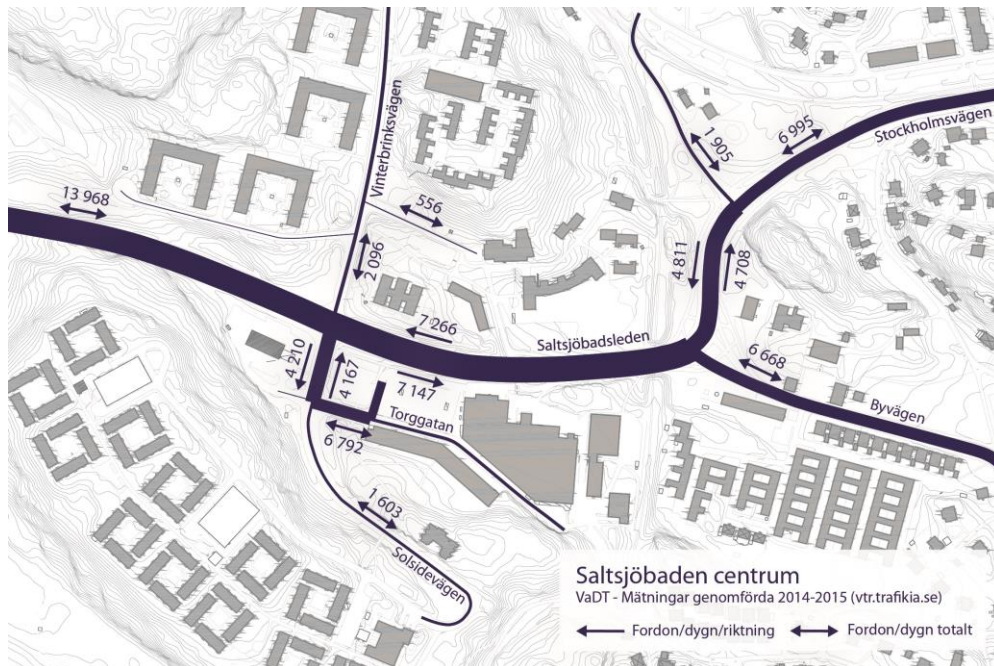 Vinterbrinksvägen
Stockholmsvägen
6 995
1 905
13 968
556
2 096
4 811
4 708
7 266
Saltsjöbadsleden
4 210
4 167
7 147
6 668
Byvägen
Torggatan
6 792
1 603
Solsidevägen
Saltsjöbaden centrum
VaDT - Mätningar genomförda 2014-2015 (vtr.trafikia.se)
Fordon/dygn/riktning
Fordon/dygn totalt